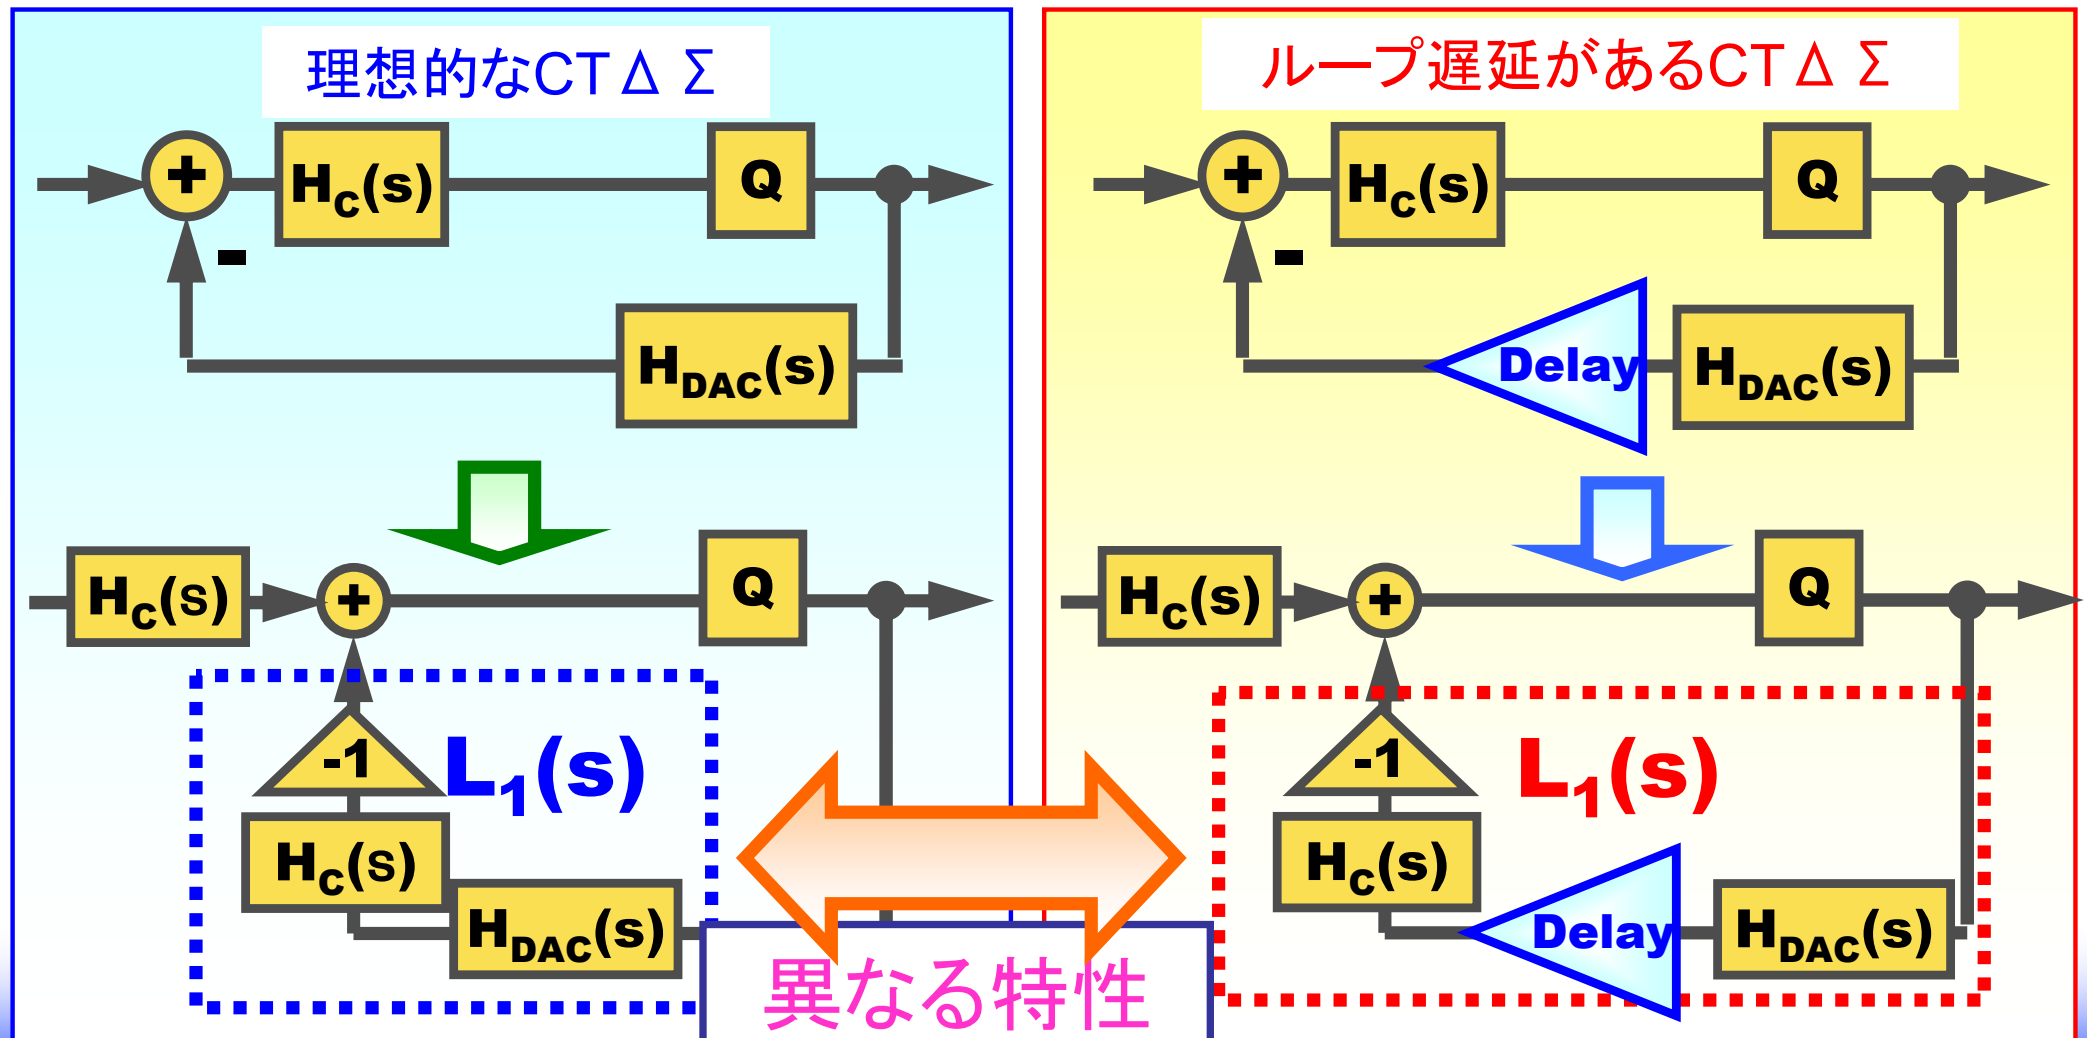 理想的なCTΔΣ
+
HC(s)
Q
-
HDAC(s)
HC(s)
+
Q
-1
L1(s)
HC(s)
HDAC(s)
ループ遅延があるCTΔΣ
+
HC(s)
Q
-
Delay
HDAC(s)
HC(s)
+
Q
-1
L1(s)
HC(s)
Delay
HDAC(s)
異なる特性